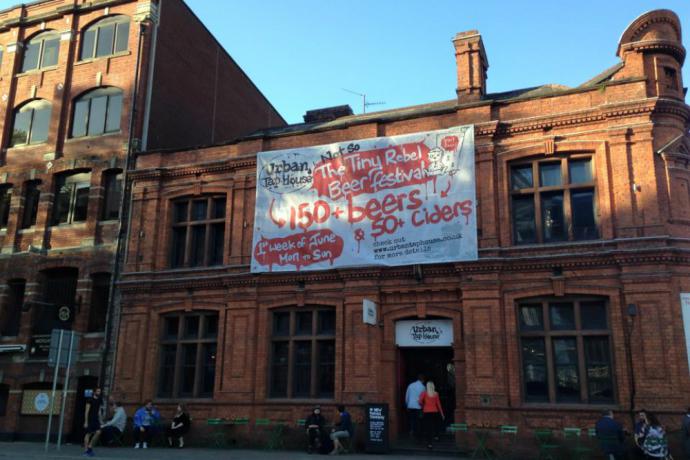 Urban
Tap House
Not So
The Tiny Rebel
Beer Festival
150+ beers
& 50+ Ciders
1st Week of June
Mon to Sun
check out
www.urbantaphouse.co.uk
for more details
Urban
Tap House